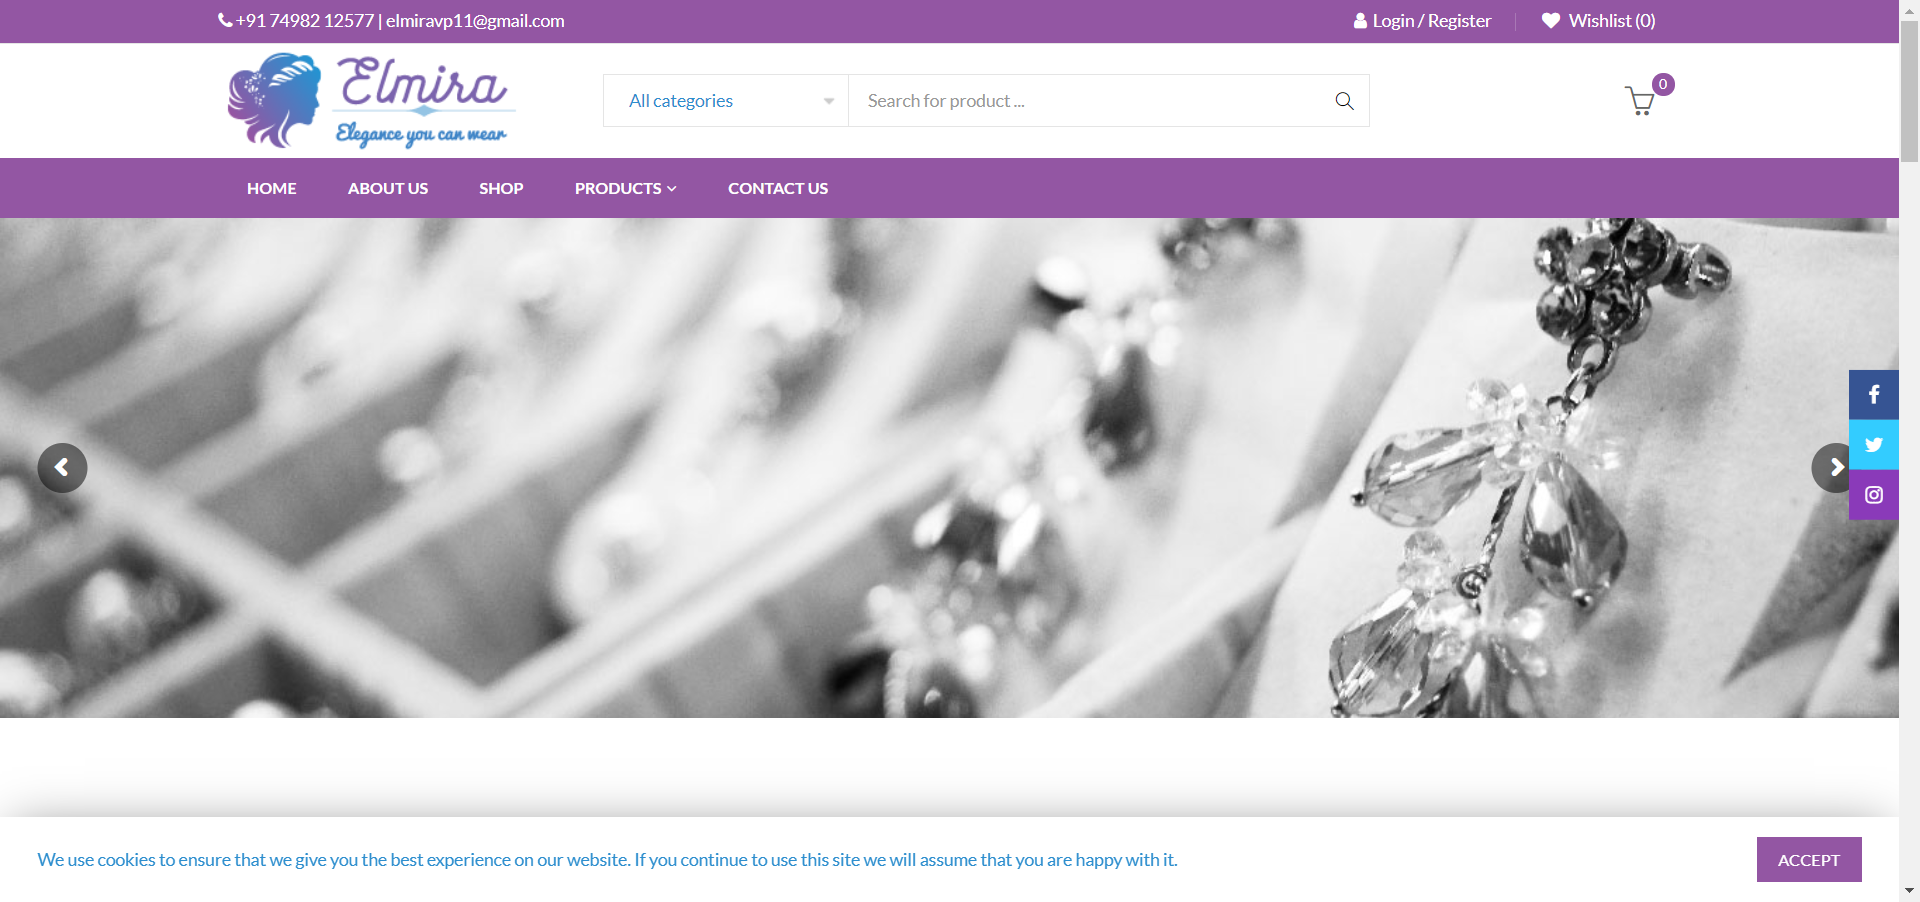 +91 74982 12577 | elmiravp11@gmail.com
Login / Register
Wishlist (0)
Elmira
Elegance you can wear
All categories
Search for product ...
0
HOME
ABOUT US
SHOP
PRODUCTS
CONTACT US
We use cookies to ensure that we give you the best experience on our website. If you continue to use this site we will assume that you are happy with it.
ACCEPT